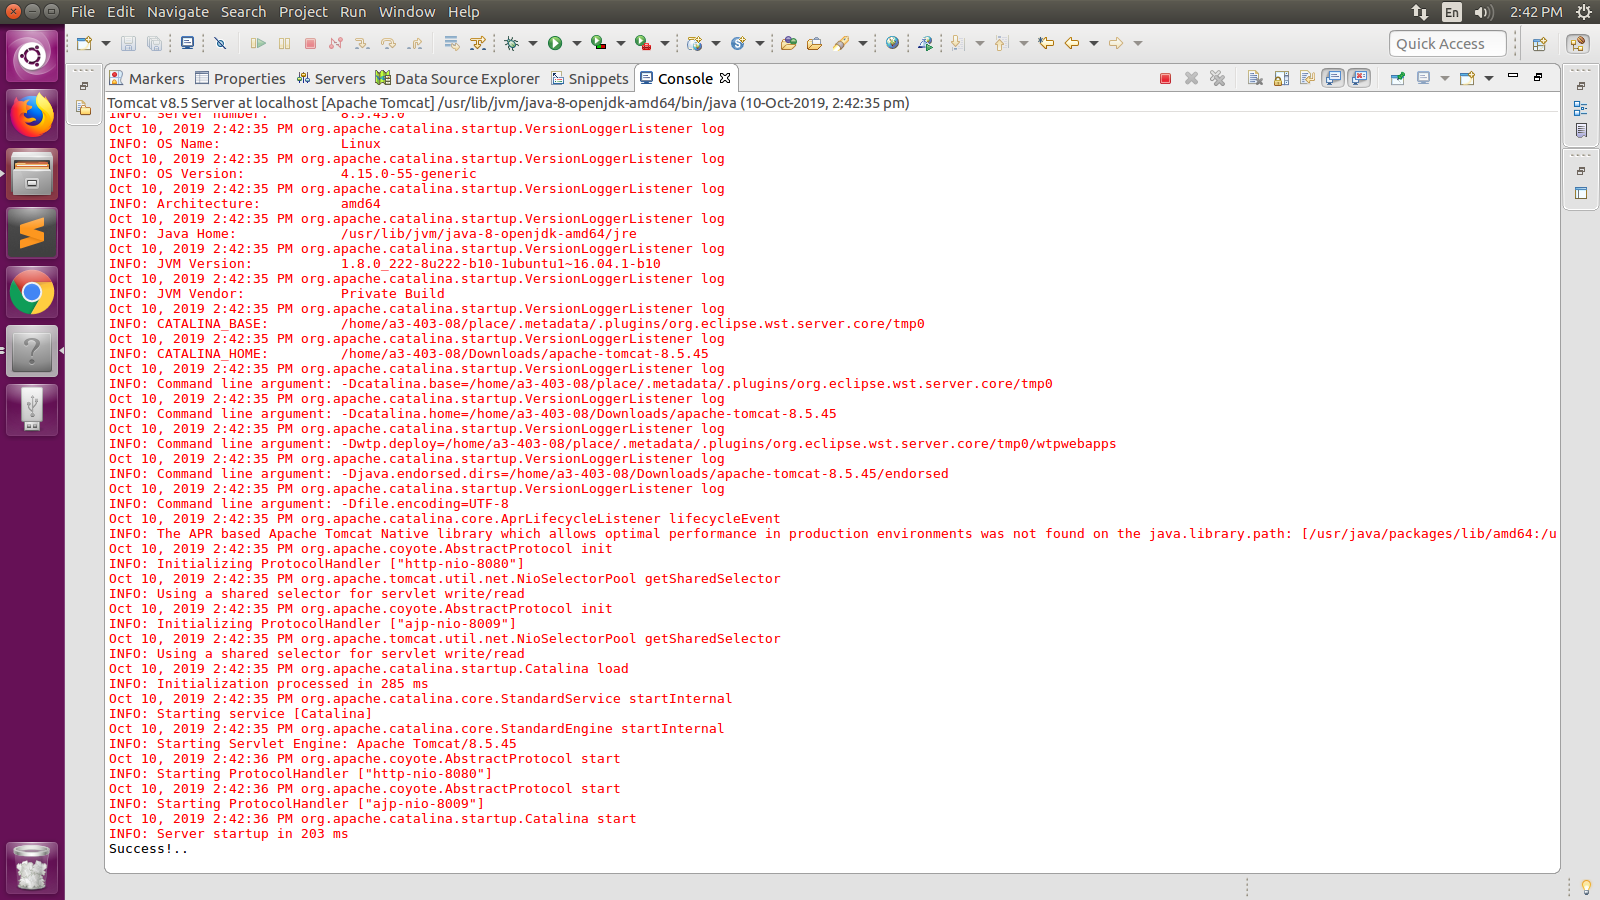 File Edit Navigate Search Project Run Window Help
En
2:42 PM
Quick Access
Markers Properties Servers Data Source Explorer Snippets Console
Tomcat v8.5 Server at localhost [Apache Tomcat] /usr/lib/jvm/java-8-openjdk-amd64/bin/java (10-Oct-2019, 2:42:35 pm)
INFO: Server number: 8.5.45.0
Oct 10, 2019 2:42:35 PM org.apache.catalina.startup.VersionLoggerListener log
INFO: OS Name: Linux
Oct 10, 2019 2:42:35 PM org.apache.catalina.startup.VersionLoggerListener log
INFO: OS Version: 4.15.0-55-generic
Oct 10, 2019 2:42:35 PM org.apache.catalina.startup.VersionLoggerListener log
INFO: Architecture: amd64
Oct 10, 2019 2:42:35 PM org.apache.catalina.startup.VersionLoggerListener log
INFO: Java Home: /usr/lib/jvm/java-8-openjdk-amd64/jre
Oct 10, 2019 2:42:35 PM org.apache.catalina.startup.VersionLoggerListener log
INFO: JVM Version: 1.8.0_222-8u222-b10-1ubuntu1~16.04.1-b10
Oct 10, 2019 2:42:35 PM org.apache.catalina.startup.VersionLoggerListener log
INFO: JVM Vendor: Private Build
Oct 10, 2019 2:42:35 PM org.apache.catalina.startup.VersionLoggerListener log
INFO: CATALINA_BASE: /home/a3-403-08/place/.metadata/.plugins/org.eclipse.wst.server.core/tmp0
Oct 10, 2019 2:42:35 PM org.apache.catalina.startup.VersionLoggerListener log
INFO: CATALINA_HOME: /home/a3-403-08/Downloads/apache-tomcat-8.5.45
Oct 10, 2019 2:42:35 PM org.apache.catalina.startup.VersionLoggerListener log
INFO: Command line argument: -Dcatalina.base=/home/a3-403-08/place/.metadata/.plugins/org.eclipse.wst.server.core/tmp0
Oct 10, 2019 2:42:35 PM org.apache.catalina.startup.VersionLoggerListener log
INFO: Command line argument: -Dcatalina.home=/home/a3-403-08/Downloads/apache-tomcat-8.5.45
Oct 10, 2019 2:42:35 PM org.apache.catalina.startup.VersionLoggerListener log
INFO: Command line argument: -Dwtp.deploy=/home/a3-403-08/place/.metadata/.plugins/org.eclipse.wst.server.core/tmp0/wtpwebapps
Oct 10, 2019 2:42:35 PM org.apache.catalina.startup.VersionLoggerListener log
INFO: Command line argument: -Djava.endorsed.dirs=/home/a3-403-08/Downloads/apache-tomcat-8.5.45/endorsed
Oct 10, 2019 2:42:35 PM org.apache.catalina.startup.VersionLoggerListener log
INFO: Command line argument: -Dfile.encoding=UTF-8
Oct 10, 2019 2:42:35 PM org.apache.catalina.core.AprLifecycleListener lifecycleEvent
INFO: The APR based Apache Tomcat Native library which allows optimal performance in production environments was not found on the java.library.path: [/usr/java/packages/lib/amd64:/u
Oct 10, 2019 2:42:35 PM org.apache.coyote.AbstractProtocol init
INFO: Initializing ProtocolHandler ["http-nio-8080"]
Oct 10, 2019 2:42:35 PM org.apache.tomcat.util.net.NioSelectorPool getSharedSelector
INFO: Using a shared selector for servlet write/read
Oct 10, 2019 2:42:35 PM org.apache.coyote.AbstractProtocol init
INFO: Initializing ProtocolHandler ["ajp-nio-8009"]
Oct 10, 2019 2:42:35 PM org.apache.tomcat.util.net.NioSelectorPool getSharedSelector
INFO: Using a shared selector for servlet write/read
Oct 10, 2019 2:42:35 PM org.apache.catalina.startup.Catalina load
INFO: Initialization processed in 285 ms
Oct 10, 2019 2:42:35 PM org.apache.catalina.core.StandardService startInternal
INFO: Starting service [Catalina]
Oct 10, 2019 2:42:35 PM org.apache.catalina.core.StandardEngine startInternal
INFO: Starting Servlet Engine: Apache Tomcat/8.5.45
Oct 10, 2019 2:42:36 PM org.apache.coyote.AbstractProtocol start
INFO: Starting ProtocolHandler ["http-nio-8080"]
Oct 10, 2019 2:42:36 PM org.apache.coyote.AbstractProtocol start
INFO: Starting ProtocolHandler ["ajp-nio-8009"]
Oct 10, 2019 2:42:36 PM org.apache.catalina.startup.Catalina start
INFO: Server startup in 203 ms
Success!..